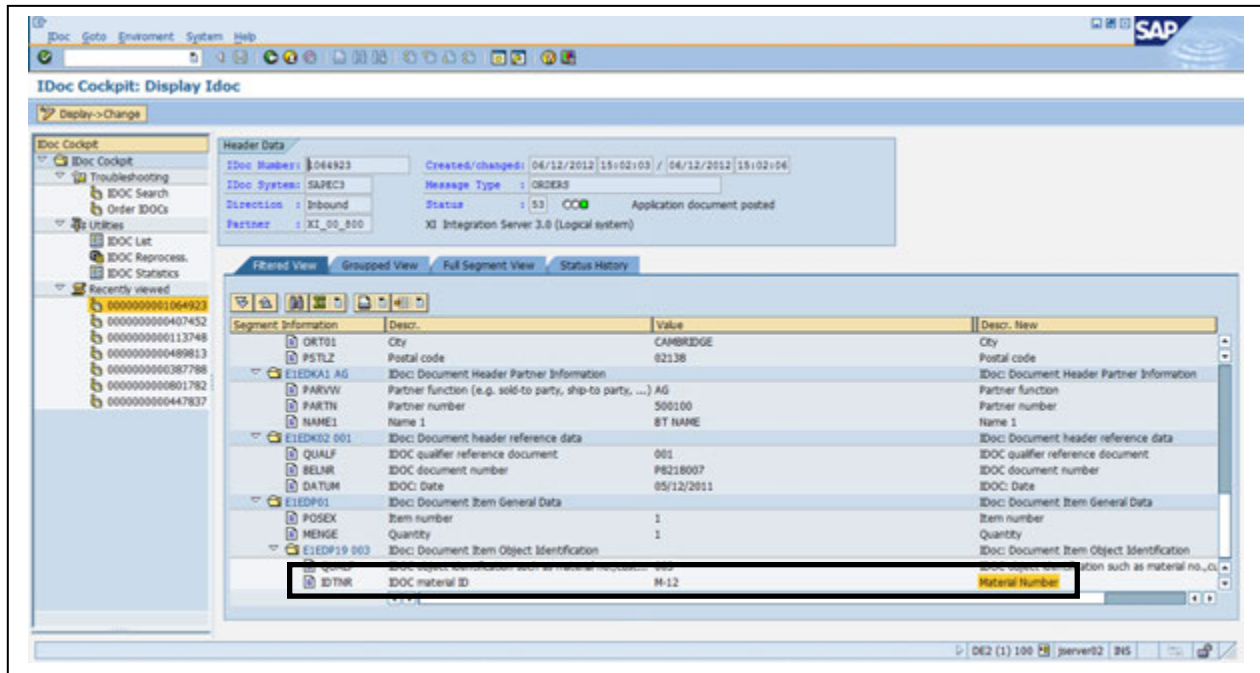 IDoc Goto Enviroment System Help
SAP
IDoc Cockpit: Display Idoc
Display->Change
IDoc Cockpit
IDoc Cockpit
Troubleshooting
IDOC Search
Order IDOCs
Utilities
IDOC List
IDOC Reprocess.
IDOC Statistics
Recently viewed
0000000001064923
0000000000407452
0000000000113748
0000000000489813
0000000000387788
0000000000801782
0000000000447837
Header Data
IDoc Number: 1064923 Created/changed: 06/12/2012 15:02:03 / 06/12/2012 15:02:06
IDoc System: SAPEC3 Message Type : ORDERS
Direction : Inbound Status : 53 Application document posted
Partner : XI_00_800 XI Integration Server 3.0 (Logical system)
Filtered View Groupped View Full Segment View Status History
Segment Information Descr. Value Descr. New
ORT01 City CAMBRIDGE City
PSTLZ Postal code 02138 Postal code
E1EDKA1 AG IDoc: Document Header Partner Information IDoc: Document Header Partner Information
PARVW Partner function (e.g. sold-to party, ship-to party, ...) AG Partner function
PARTN Partner number 500100 Partner number
NAME1 Name 1 BT NAME Name 1
E1EDK02 001 IDoc: Document header reference data IDoc: Document header reference data
QUALF IDOC qualifier reference document 001 IDOC qualifier reference document
BELNR IDOC document number P8218007 IDOC document number
DATUM IDOC: Date 05/12/2011 IDOC: Date
E1EDP01 IDoc: Document Item General Data IDoc: Document Item General Data
POSEX Item number 1 Item number
MENGE Quantity 1 Quantity
E1EDP19 003 IDoc: Document Item Object Identification IDoc: Document Item Object Identification
IDTNR IDOC material ID M-12 Material Number
DE2 (1) 100 jserver02 INS